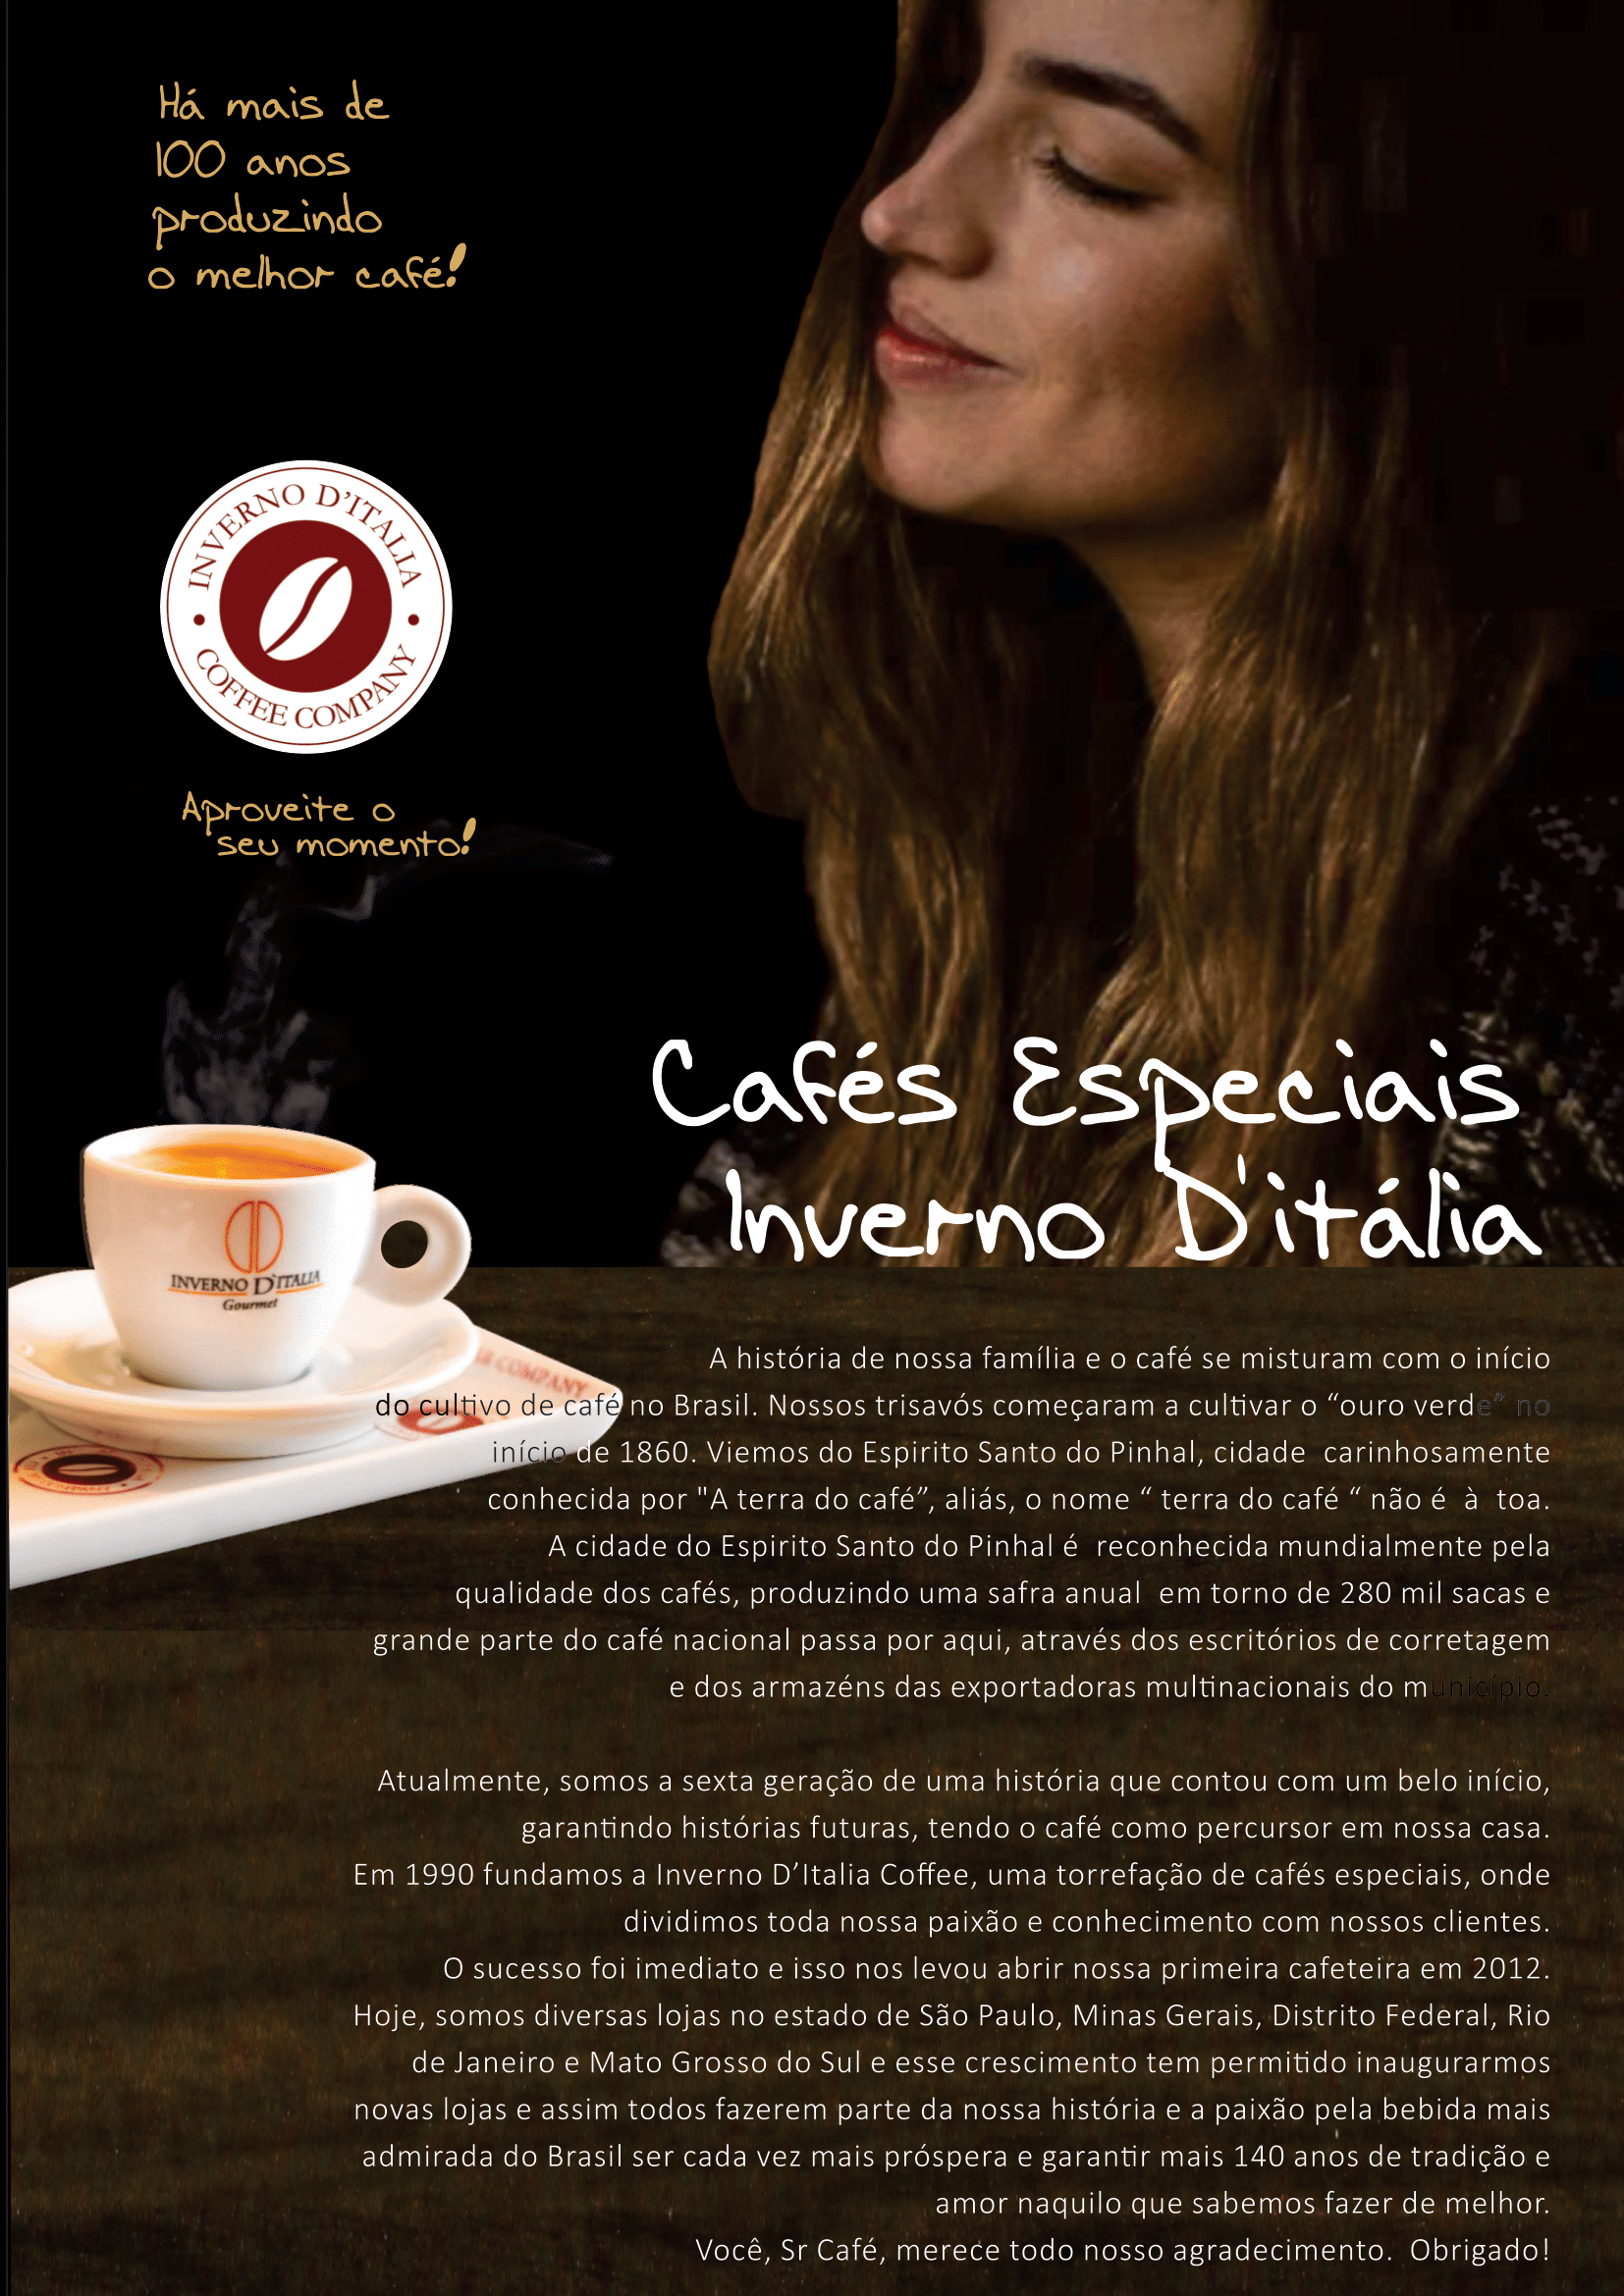 Há mais de
100 anos
produzindo
o melhor café!
INVERNO D'ITALIA
COFFEE COMPANY
Aproveite o
seu momento!
Cafés Especiais
Inverno D'itália
INVERNO D'ITALIA
Gourmet
COMPANY
A história de nossa família e o café se misturam com o início
do cultivo de café no Brasil. Nossos trisavós começaram a cultivar o “ouro verde” no
início de 1860. Viemos do Espirito Santo do Pinhal, cidade  carinhosamente
conhecida por "A terra do café”, aliás, o nome “ terra do café “ não é  à  toa.
A cidade do Espirito Santo do Pinhal é  reconhecida mundialmente pela
qualidade dos cafés, produzindo uma safra anual  em torno de 280 mil sacas e
grande parte do café nacional passa por aqui, através dos escritórios de corretagem
e dos armazéns das exportadoras multinacionais do município.
Atualmente, somos a sexta geração de uma história que contou com um belo início,
garantindo histórias futuras, tendo o café como percursor em nossa casa.
Em 1990 fundamos a Inverno D’Italia Coffee, uma torrefação de cafés especiais, onde
dividimos toda nossa paixão e conhecimento com nossos clientes.
O sucesso foi imediato e isso nos levou abrir nossa primeira cafeteira em 2012.
Hoje, somos diversas lojas no estado de São Paulo, Minas Gerais, Distrito Federal, Rio
de Janeiro e Mato Grosso do Sul e esse crescimento tem permitido inaugurarmos
novas lojas e assim todos fazerem parte da nossa história e a paixão pela bebida mais
admirada do Brasil ser cada vez mais próspera e garantir mais 140 anos de tradição e
amor naquilo que sabemos fazer de melhor.
Você, Sr Café, merece todo nosso agradecimento.  Obrigado!